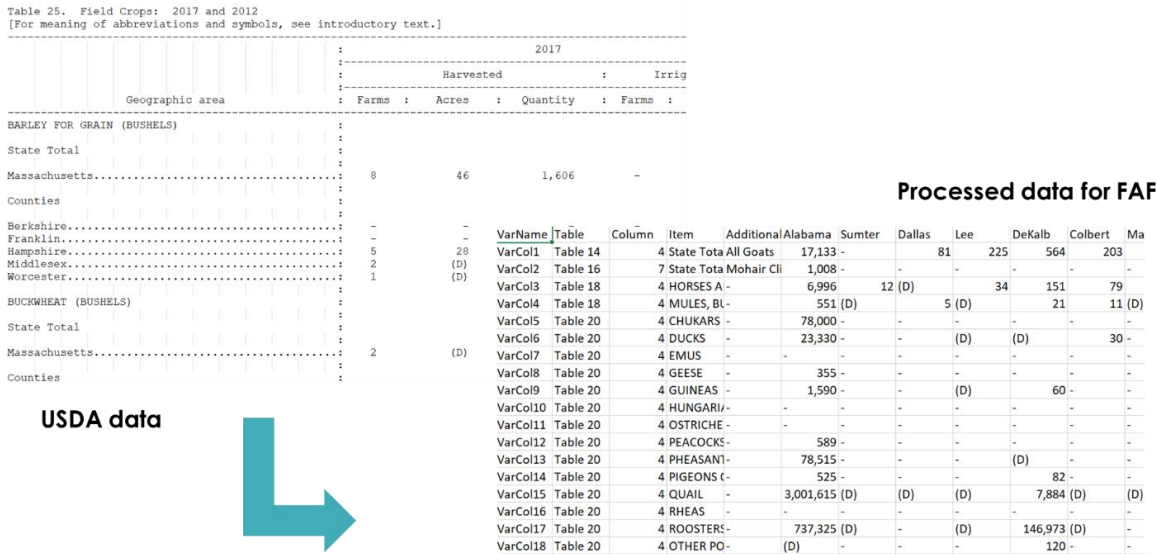 Table 25. Field Crops: 2017 and 2012
[For meaning of abbreviations and symbols, see introductory text.]
: 2017
: Harvested : Irrig
Geographic area : Farms : Acres : Quantity : Farms :
BARLEY FOR GRAIN (BUSHELS) :
State Total :
Massachusetts.....................................: 8 46 1,606 -
Counties :
Berkshire.........................................: - - - -
Franklin..........................................: - -
Hampshire.........................................: 5 28
Middlesex.........................................: 2 (D)
Worcester.........................................: 1 (D)
BUCKWHEAT (BUSHELS) :
State Total :
Massachusetts.....................................: 2 (D)
Counties :
USDA data
Processed data for FAF
VarName Table Column Item Additional Alabama Sumter Dallas Lee DeKalb Colbert Ma
VarCol1 Table 14 4 State Tota All Goats 17,133 - 81 225 564 203
VarCol2 Table 16 7 State Tota Mohair Cli 1,008 - - - - - -
VarCol3 Table 18 4 HORSES A - 6,996 12 (D) 34 151 79
VarCol4 Table 18 4 MULES, BU - 551 (D) 5 (D) 21 11 (D)
VarCol5 Table 20 4 CHUKARS - 78,000 - - - - - -
VarCol6 Table 20 4 DUCKS - 23,330 - - (D) (D) 30 -
VarCol7 Table 20 4 EMUS - - - - - - - -
VarCol8 Table 20 4 GEESE - 355 - - - - - -
VarCol9 Table 20 4 GUINEAS - 1,590 - - (D) 60 - -
VarCol10 Table 20 4 HUNGARIA - - - - - - - -
VarCol11 Table 20 4 OSTRICHE - - - - - - - -
VarCol12 Table 20 4 PEACOCKS - 589 - - - - - -
VarCol13 Table 20 4 PHEASANT - 78,515 - - - (D) - -
VarCol14 Table 20 4 PIGEONS ( - 525 - - - 82 - -
VarCol15 Table 20 4 QUAIL - 3,001,615 (D) (D) (D) 7,884 (D) (D)
VarCol16 Table 20 4 RHEAS - - - - - - - -
VarCol17 Table 20 4 ROOSTERS - 737,325 (D) - (D) 146,973 (D) -
VarCol18 Table 20 4 OTHER PO - (D) - - - 120 - -